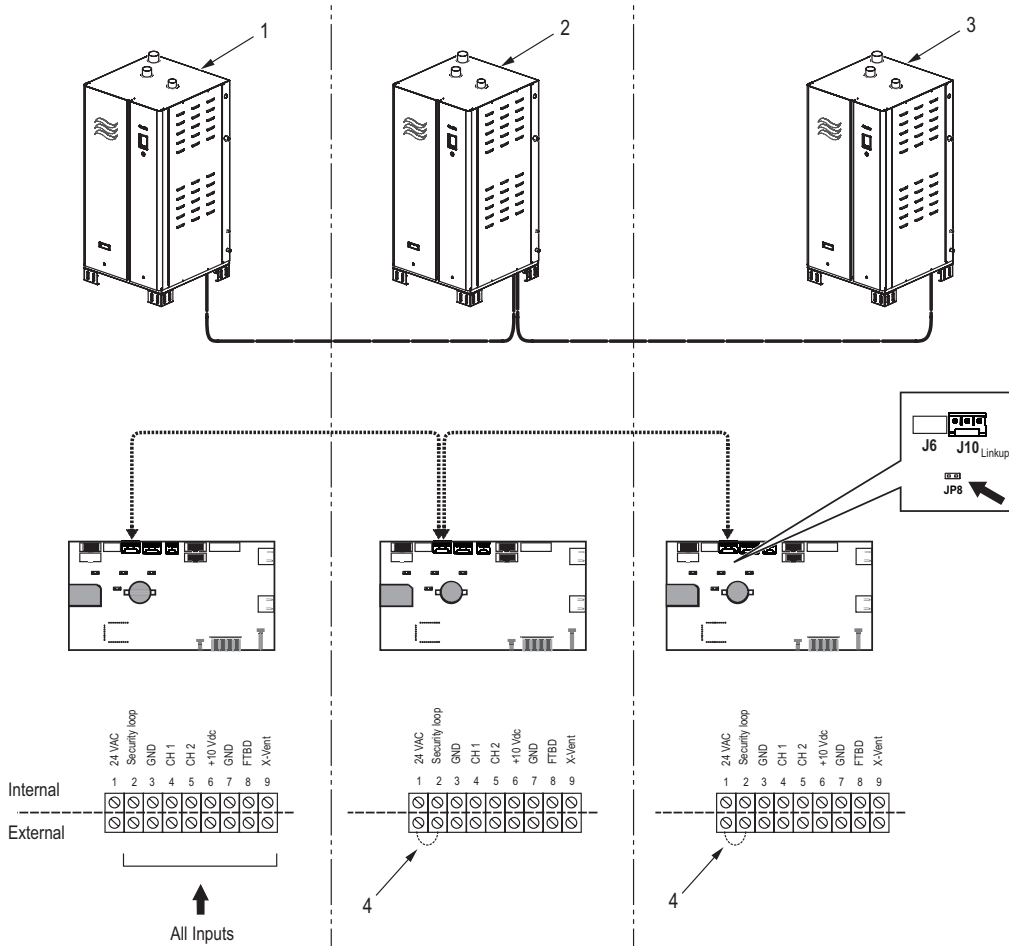 1
2
3
J6 J10 Linkup
JP8
24 VAC
Security loop
GND
CH 1
CH 2
+10 Vdc
GND
FTBD
X-Vent
1 2 3 4 5 6 7 8 9
24 VAC
Security loop
GND
CH 1
CH 2
+10 Vdc
GND
FTBD
X-Vent
1 2 3 4 5 6 7 8 9
24 VAC
Security loop
GND
CH 1
CH 2
+10 Vdc
GND
FTBD
X-Vent
1 2 3 4 5 6 7 8 9
Internal
External
4
4
All Inputs